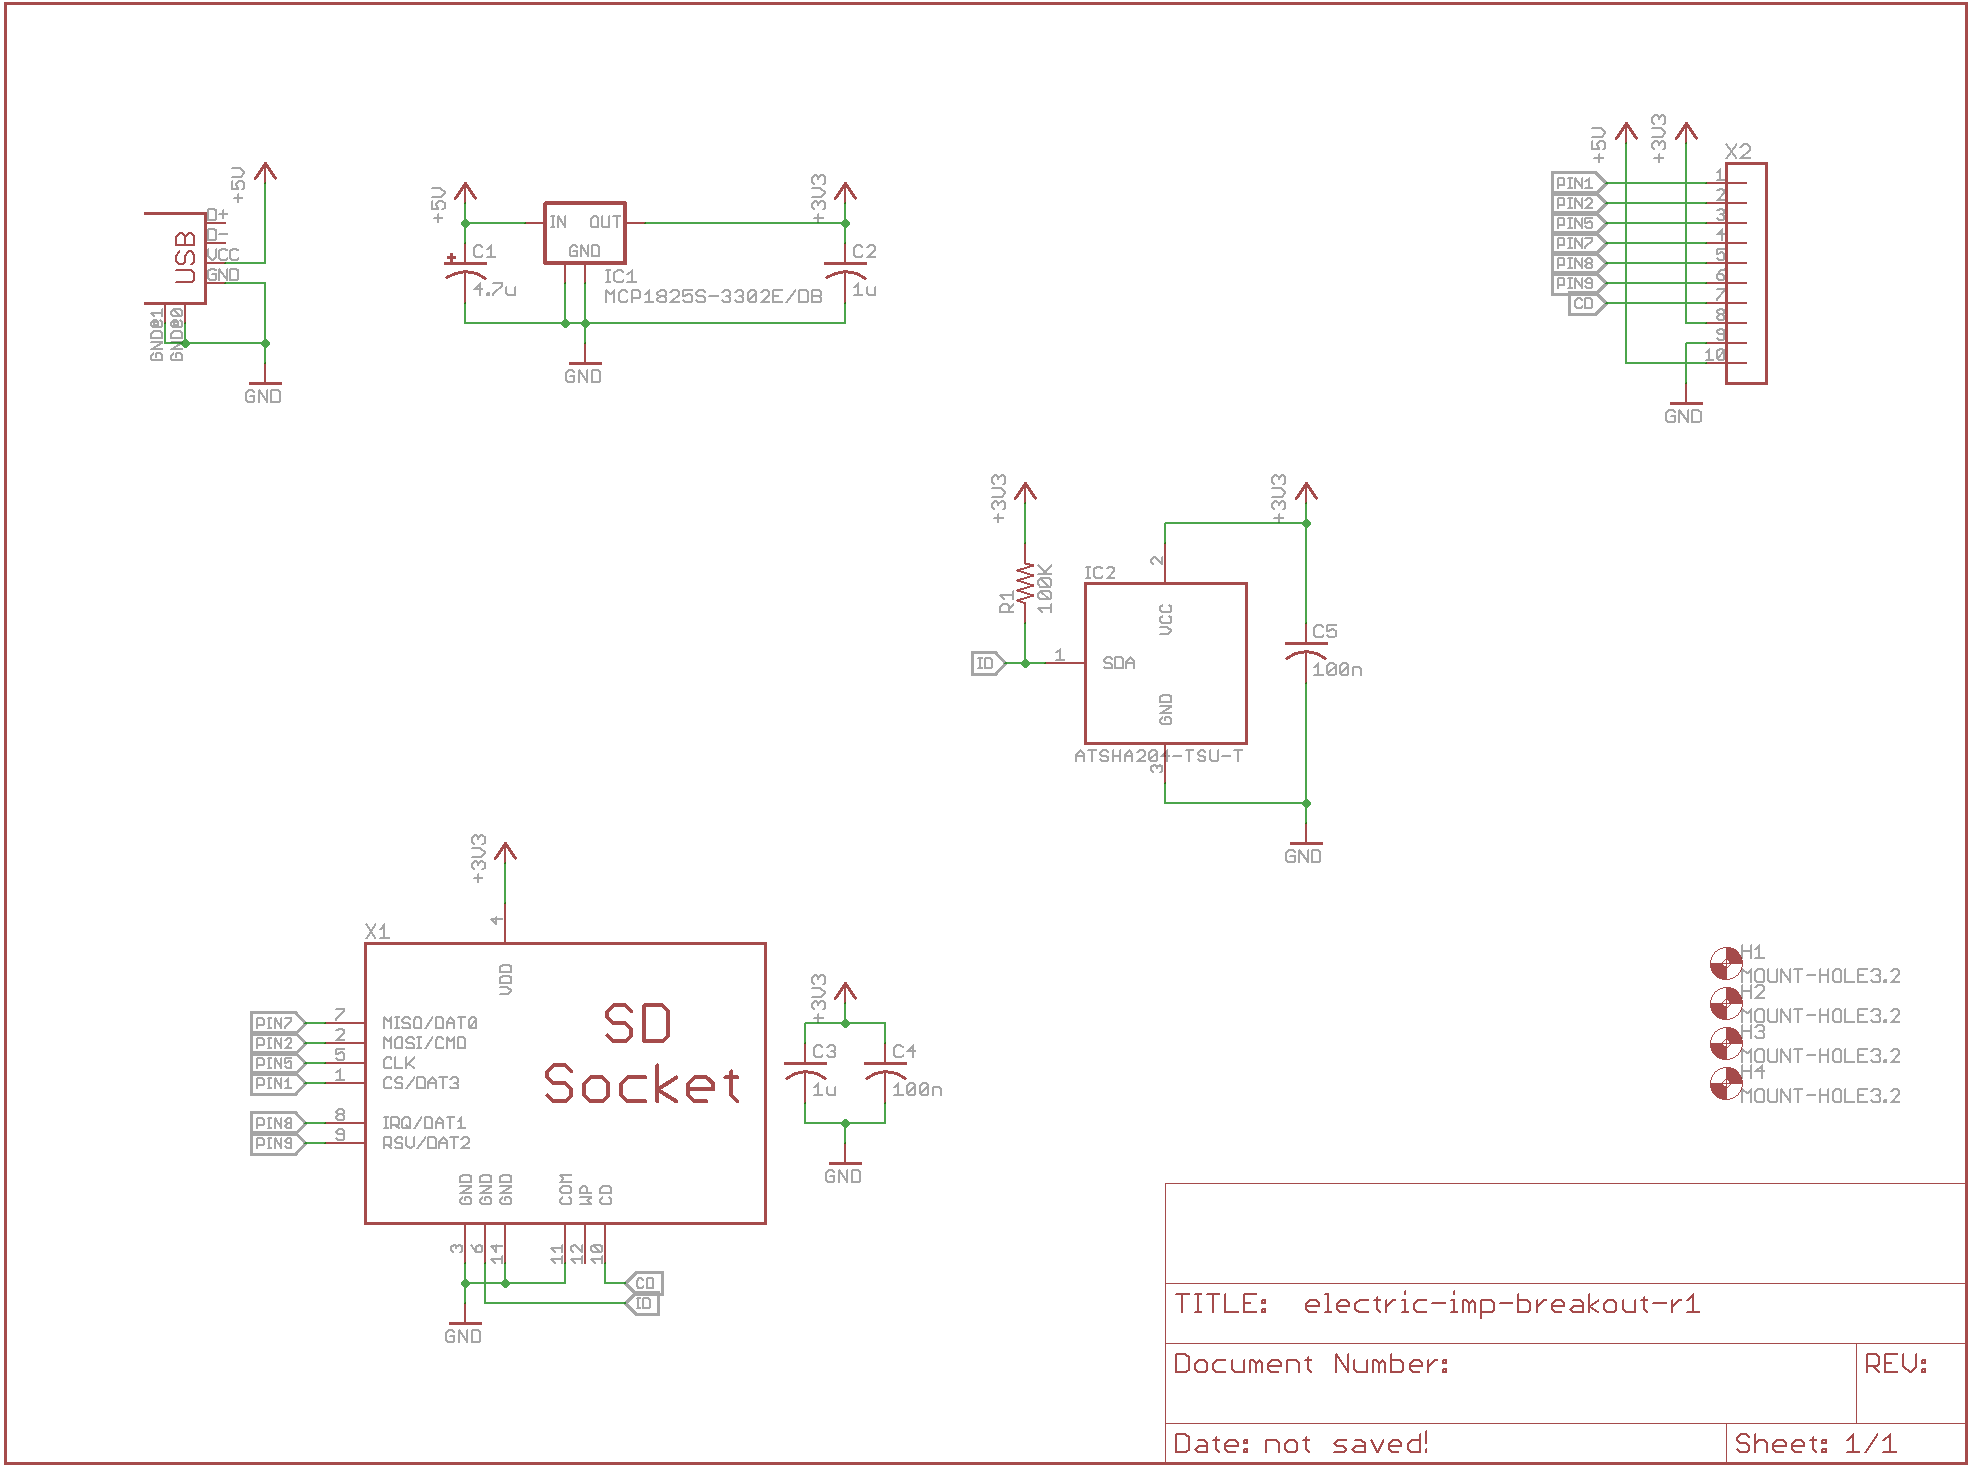 USB
D+
D-
VCC
GND
GND@1
GND@0
+5V
GND
+5V
C1
4.7u
IN
OUT
GND
IC1
MCP1825S-3302E/DB
+3V3
C2
1u
GND
+5V
+3V3
X2
PIN1
1
PIN2
2
PIN5
3
PIN7
4
PIN8
5
PIN9
6
CD
7
8
9
10
GND
+3V3
R1
100K
ID
1
IC2
2
VCC
SDA
GND
ATSHA204-TSU-T
3
+3V3
C5
100n
GND
+3V3
4
X1
VDD
SD
Socket
PIN7
7
MISO/DAT0
PIN2
2
MOSI/CMD
PIN5
5
CLK
PIN1
1
CS/DAT3
PIN8
8
IRQ/DAT1
PIN9
9
RSV/DAT2
GND
GND
GND
COM
WP
CD
3
6
14
11
12
10
CD
ID
GND
+3V3
C3
1u
C4
100n
GND
H1
MOUNT-HOLE3.2
H2
MOUNT-HOLE3.2
H3
MOUNT-HOLE3.2
H4
MOUNT-HOLE3.2
TITLE: electric-imp-breakout-r1
Document Number:
REV:
Date: not saved!
Sheet: 1/1